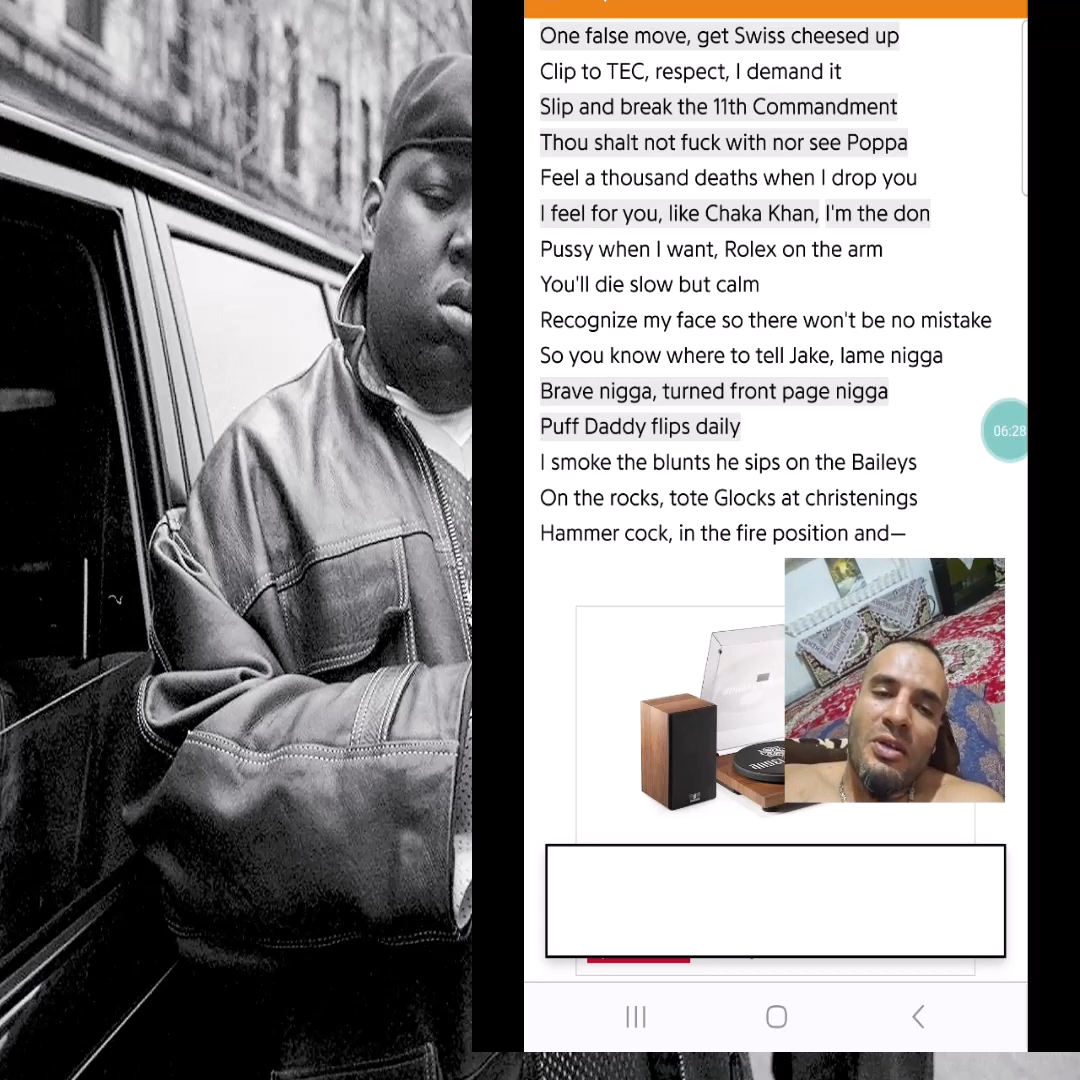 One false move, get Swiss cheesed up
Clip to TEC, respect, I demand it
Slip and break the 11th Commandment
Thou shalt not fuck with nor see Poppa
Feel a thousand deaths when I drop you
I feel for you, like Chaka Khan, I'm the don
Pussy when I want, Rolex on the arm
You'll die slow but calm
Recognize my face so there won't be no mistake
So you know where to tell Jake, lame nigga
Brave nigga, turned front page nigga
Puff Daddy flips daily
I smoke the blunts he sips on the Baileys
On the rocks, tote Glocks at christenings
Hammer cock, in the fire position and—
06:28